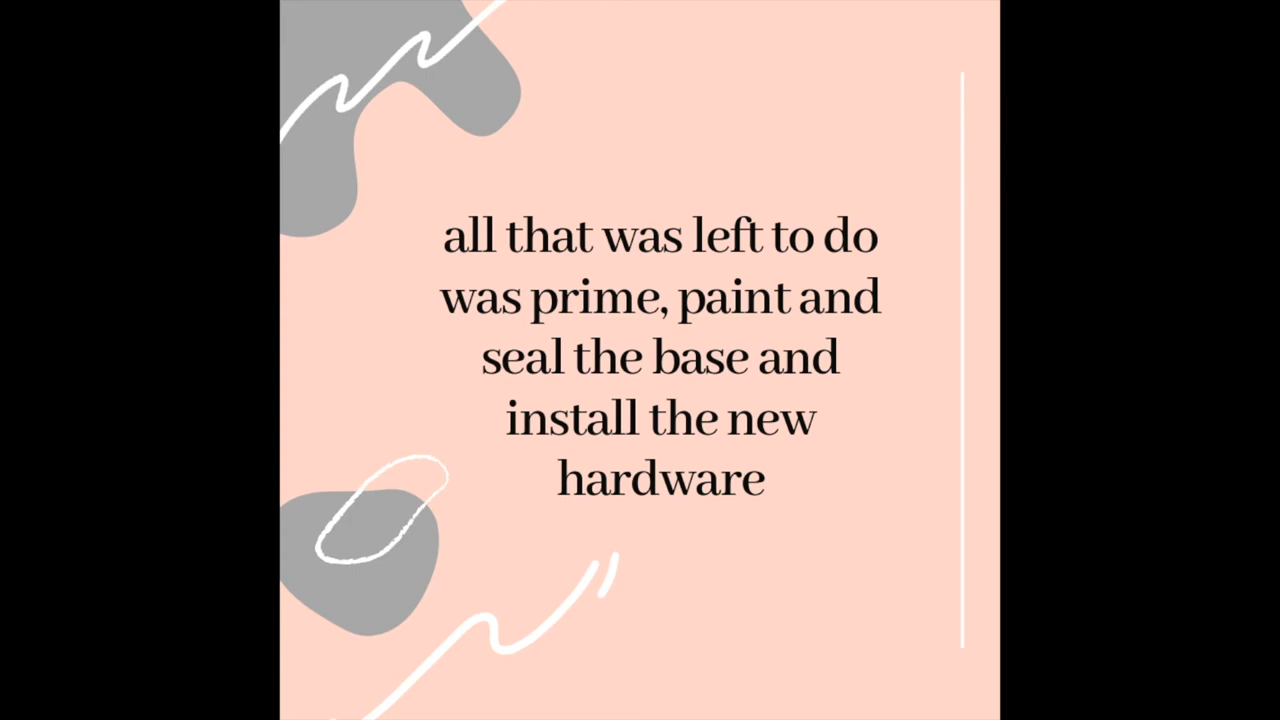 all that was left to do
was prime, paint and
seal the base and
install the new
hardware